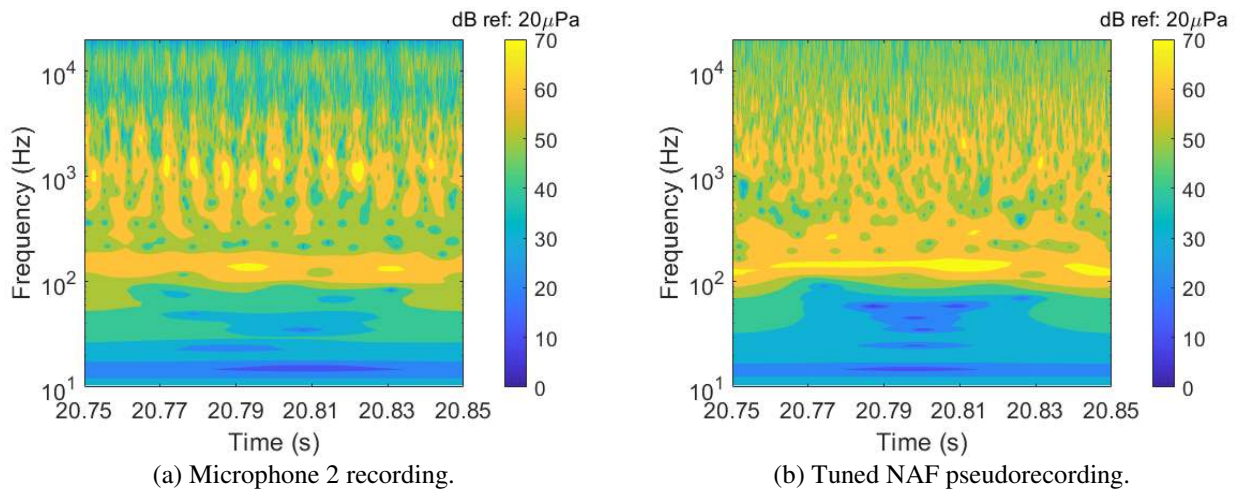 dB ref: 20μPa
70
60
50
40
30
20
10
0
10^4
10^3
10^2
10^1
Frequency (Hz)
20.75 20.77 20.79 20.81 20.83 20.85
Time (s)
(a) Microphone 2 recording.
dB ref: 20μPa
70
60
50
40
30
20
10
0
10^4
10^3
10^2
10^1
Frequency (Hz)
20.75 20.77 20.79 20.81 20.83 20.85
Time (s)
(b) Tuned NAF pseudorecording.